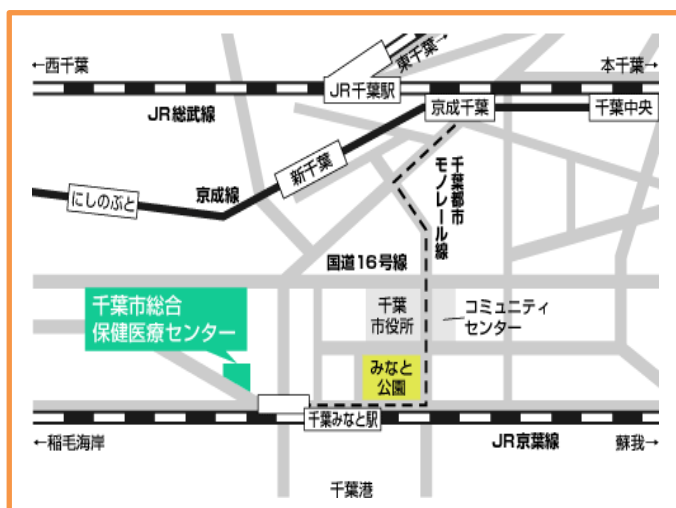 ←西千葉
東千葉→
本千葉→
JR千葉駅
JR総武線
京成千葉
千葉中央
新千葉
京成線
にしのぶと
千葉都市
モノレール線
国道16号線
千葉市総合
保健医療センター
千葉
市役所
コミュニティ
センター
みなと
公園
千葉みなと駅
←稲毛海岸
JR京葉線
蘇我→
千葉港